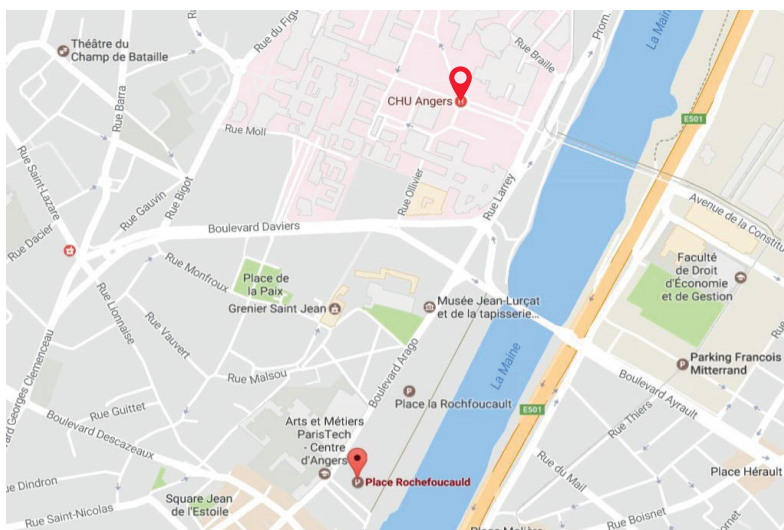 Théâtre du
Champ de Bataille
Rue du Figu
Rue Barra
Rue Braille
Prom.
La Maine
CHU Angers
H
E501
Rue Moll
Rue Saint-Lazare
Rue Gauvin
Rue Bigot
Rue Ollivier
Rue Larrey
Avenue de la Constitu
Rue Dacier
Boulevard Daviers
Rue Monfroux
Place de
la Paix
Grenier Saint Jean
Musée Jean-Lurçat
et de la tapisserie...
Faculté
de Droit
d'Économie
et de Gestion
Rue Lionnaise
Rue Vauvert
ard Georges Clemenceau
Rue Malsou
Boulevard Arago
La Maine
P
Parking Francois
Mitterrand
Boulevard Ayrault
P
Place la Rochfoucault
E501
Rue Guittet
Boulevard Descazeaux
Arts et Métiers
ParisTech
- Centre
d'Angers
Rue Thiers
Rue du Mail
Place Hérault
P
Place Rochefoucauld
ue Dindron
Square Jean
de l'Estoile
Rue Saint-Nicolas
Rue Boisnet
Place Molière